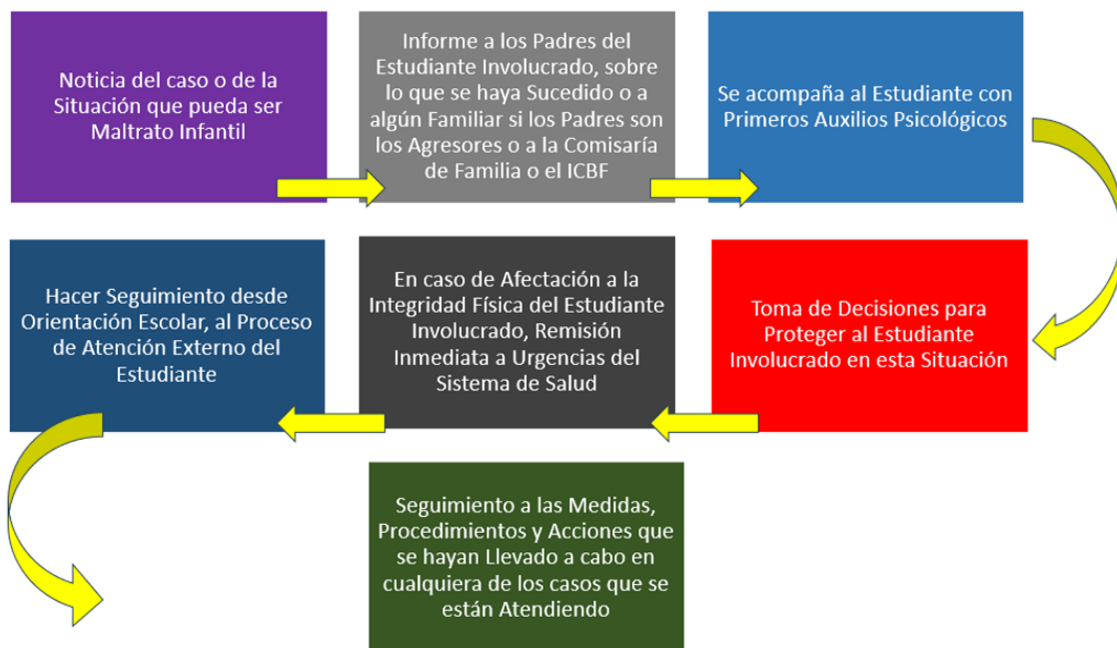 Noticia del caso o de la
Situación que pueda ser
Maltrato Infantil
Informe a los Padres del
Estudiante Involucrado, sobre
lo que se haya Sucedido o a
algún Familiar si los Padres son
los Agresores o a la Comisaría
de Familia o el ICBF
Se acompaña al Estudiante con
Primeros Auxilios Psicológicos
Toma de Decisiones para
Proteger al Estudiante
Involucrado en esta Situación
En caso de Afectación a la
Integridad Física del Estudiante
Involucrado, Remisión
Inmediata a Urgencias del
Sistema de Salud
Hacer Seguimiento desde
Orientación Escolar, al Proceso
de Atención Externo del
Estudiante
Seguimiento a las Medidas,
Procedimientos y Acciones que
se hayan Llevado a cabo en
cualquiera de los casos que se
están Atendiendo